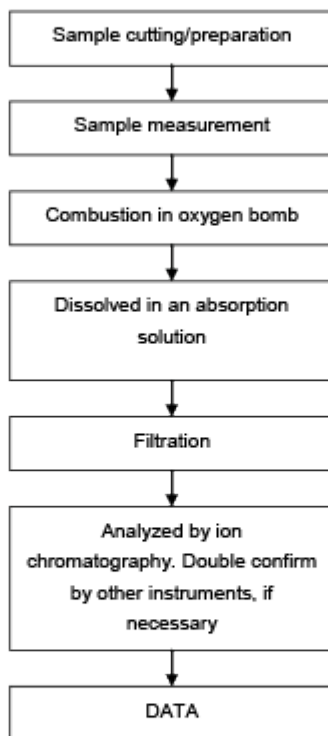 Sample cutting/preparation
Sample measurement
Combustion in oxygen bomb
Dissolved in an absorption
solution
Filtration
Analyzed by ion
chromatography. Double confirm
by other instruments, if
necessary
DATA